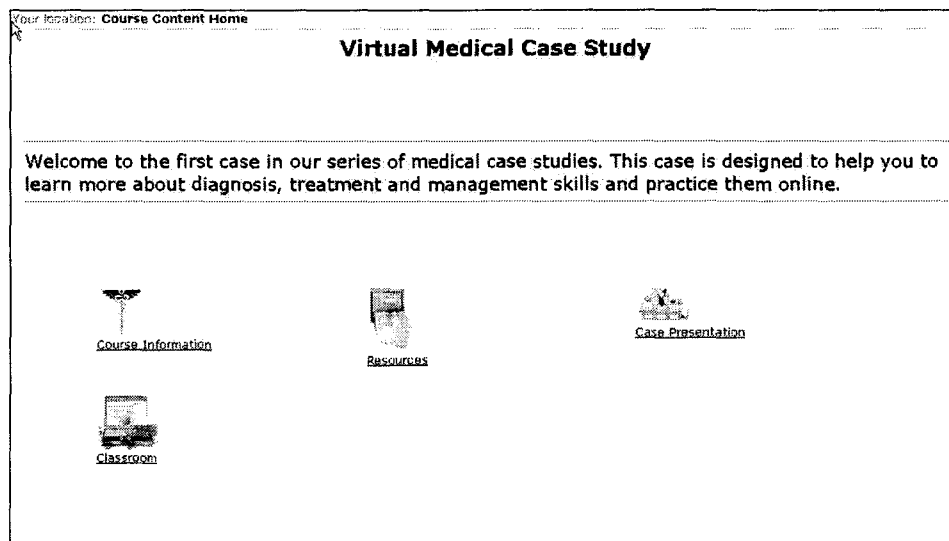 Your location: Course Content Home
Virtual Medical Case Study
Welcome to the first case in our series of medical case studies. This case is designed to help you to
learn more about diagnosis, treatment and management skills and practice them online.
Course Information
Resources
Case Presentation
Classroom